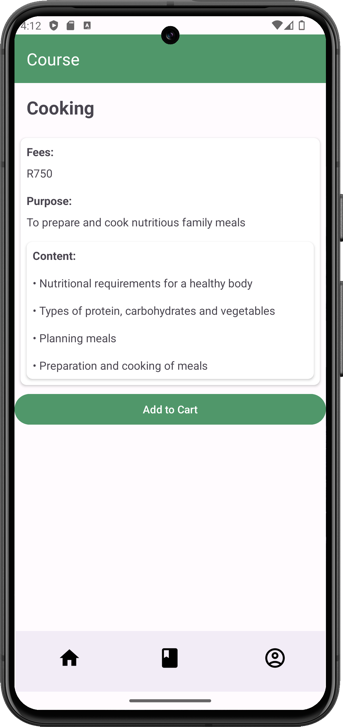 4:12
Course
Cooking
Fees:
R750
Purpose:
To prepare and cook nutritious family meals
Content:
• Nutritional requirements for a healthy body
• Types of protein, carbohydrates and vegetables
• Planning meals
• Preparation and cooking of meals
Add to Cart